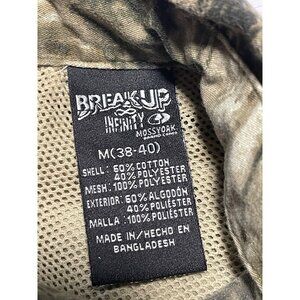 BREAK-UP
INFINITY
MOSSY OAK
M(38-40)
SHELL: 60% COTTON
40% POLYESTER
MESH: 100% POLYESTER
EXTERIOR: 60% ALGODÓN
40% POLIÉSTER
MALLA : 100% POLIÉSTER
MADE IN/HECHO EN
BANGLADESH